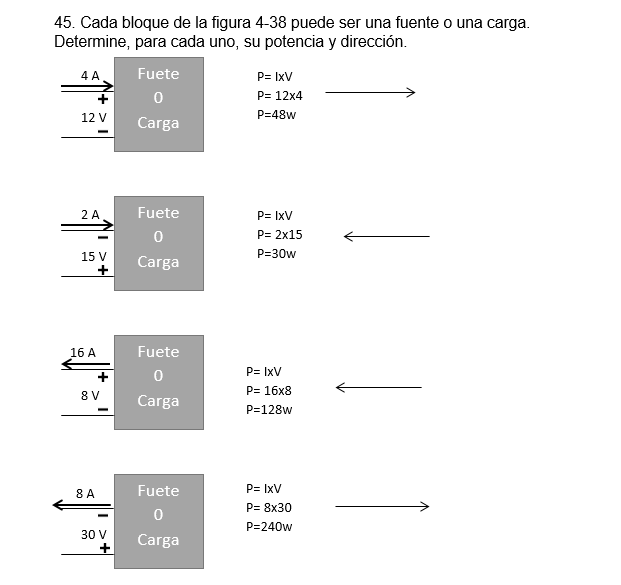 45. Cada bloque de la figura 4-38 puede ser una fuente o una carga.
Determine, para cada uno, su potencia y dirección.
4 A
+
12 V
−
Fuete
0
Carga
P= IxV
P= 12x4
P=48w
2 A
−
15 V
+
Fuete
0
Carga
P= IxV
P= 2x15
P=30w
16 A
+
8 V
−
Fuete
0
Carga
P= IxV
P= 16x8
P=128w
8 A
−
30 V
+
Fuete
0
Carga
P= IxV
P= 8x30
P=240w